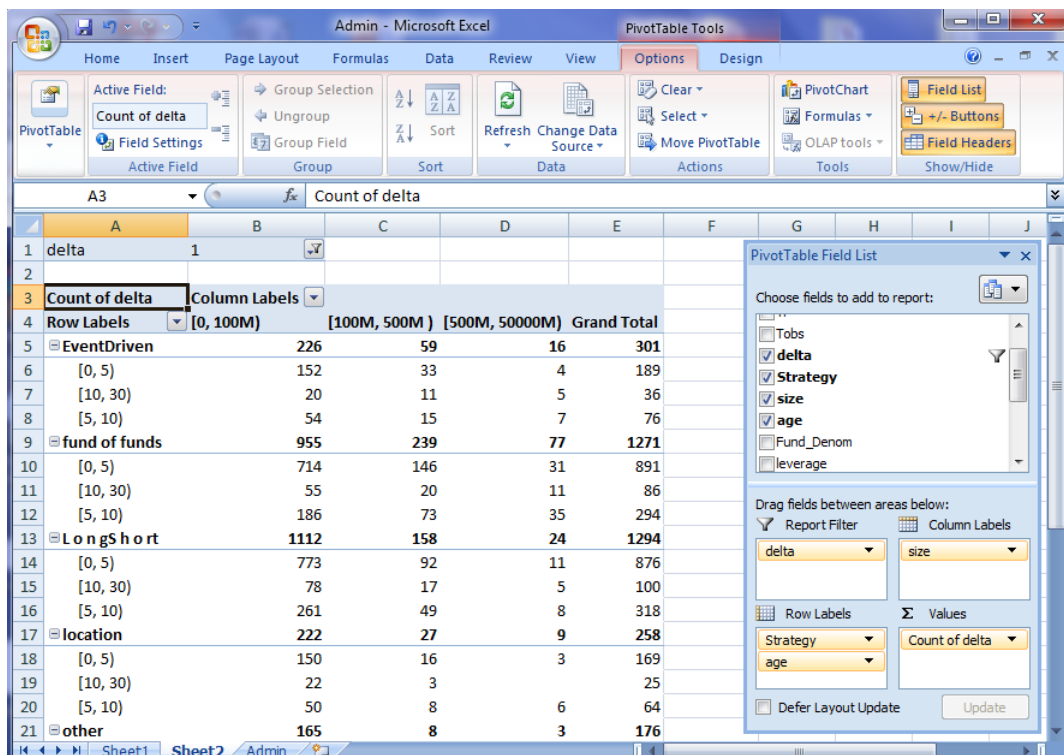 Admin - Microsoft Excel PivotTable Tools
Home Insert Page Layout Formulas Data Review View Options Design
PivotTable
Active Field:
Count of delta
Field Settings
Active Field
Group Selection
Ungroup
Group Field
Group
Sort
Sort
Refresh Change Data Source
Data
Clear
Select
Move PivotTable
Actions
PivotChart
Formulas
OLAP tools
Tools
Field List
+/- Buttons
Field Headers
Show/Hide
A3 fx Count of delta
A B C D E F G H I J
1 delta 1
2
3 Count of delta Column Labels
4 Row Labels [0, 100M) [100M, 500M ) [500M, 50000M) Grand Total
5 EventDriven 226 59 16 301
6 [0, 5) 152 33 4 189
7 [10, 30) 20 11 5 36
8 [5, 10) 54 15 7 76
9 fund of funds 955 239 77 1271
10 [0, 5) 714 146 31 891
11 [10, 30) 55 20 11 86
12 [5, 10) 186 73 35 294
13 L o n gS h o rt 1112 158 24 1294
14 [0, 5) 773 92 11 876
15 [10, 30) 78 17 5 100
16 [5, 10) 261 49 8 318
17 location 222 27 9 258
18 [0, 5) 150 16 3 169
19 [10, 30) 22 3 25
20 [5, 10) 50 8 6 64
21 other 165 8 3 176
Sheet1 Sheet2 Admin
PivotTable Field List
Choose fields to add to report:
Tobs
delta
Strategy
size
age
Fund_Denom
leverage
Drag fields between areas below:
Report Filter Column Labels
delta size
Row Labels Σ Values
Strategy Count of delta
age
Defer Layout Update Update